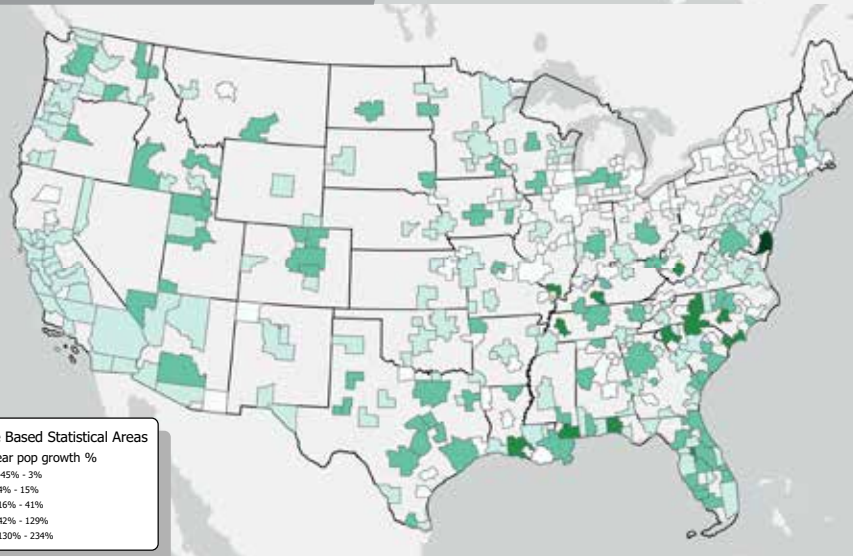 Based Statistical Areas
ear pop growth %
45% - 3%
4% - 15%
16% - 41%
42% - 129%
130% - 234%